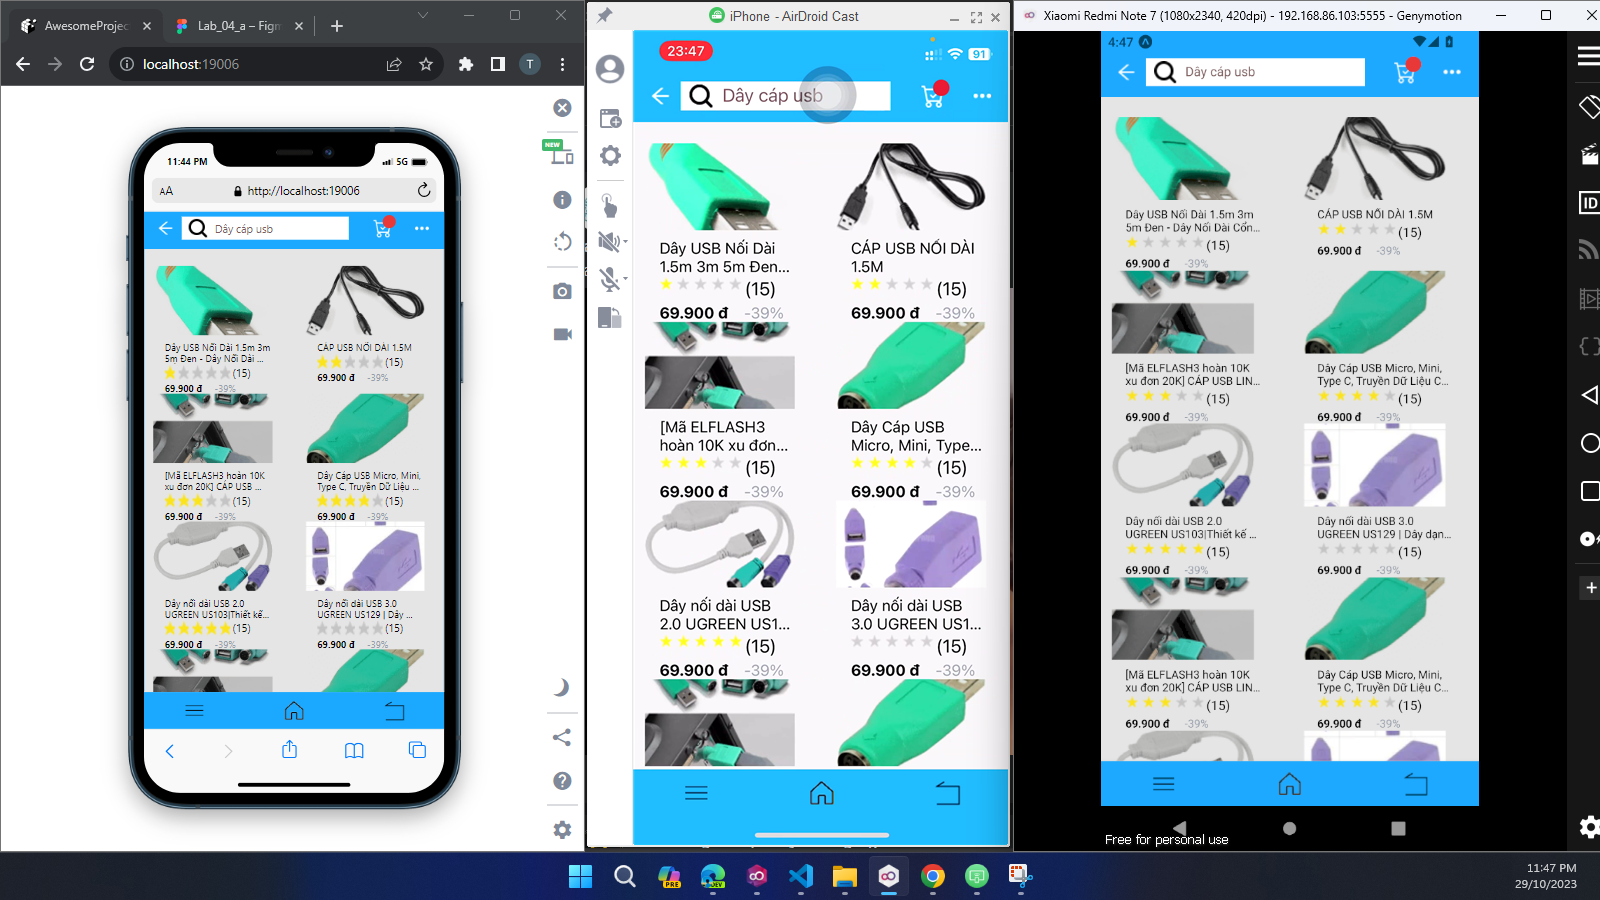 AwesomeProjec
Lab_04_a – Fign
localhost:19006
T
NEW
11:44 PM
5G
AA
http://localhost:19006
Dây cáp usb
Dây USB Nối Dài 1.5m 3m
5m Đen - Dây Nối Dài ...
(15)
69.900 đ -39%
CÁP USB NỐI DÀI 1.5M
(15)
69.900 đ -39%
[Mã ELFLASH3 hoàn 10K
xu đơn 20K] CÁP USB ...
(15)
69.900 đ -39%
Dây Cáp USB Micro, Mini,
Type C, Truyền Dữ Liệu ...
(15)
69.900 đ -39%
Dây nối dài USB 2.0
UGREEN US103|Thiết kế...
(15)
69.900 đ -39%
Dây nối dài USB 3.0
UGREEN US129 | Dây ...
(15)
69.900 đ -39%
iPhone - AirDroid Cast
23:47
91
Dây cáp usb
Dây USB Nối Dài
1.5m 3m 5m Đen...
(15)
69.900 đ -39%
CÁP USB NỐI DÀI
1.5M
(15)
69.900 đ -39%
[Mã ELFLASH3
hoàn 10K xu đơn...
(15)
69.900 đ -39%
Dây Cáp USB
Micro, Mini, Type...
(15)
69.900 đ -39%
Dây nối dài USB
2.0 UGREEN US1...
(15)
69.900 đ -39%
Dây nối dài USB
3.0 UGREEN US1...
(15)
69.900 đ -39%
Xiaomi Redmi Note 7 (1080x2340, 420dpi) - 192.168.86.103:5555 - Genymotion
4:47
Dây cáp usb
Dây USB Nối Dài 1.5m 3m
5m Đen - Dây Nối Dài Cổn...
(15)
69.900 đ -39%
CÁP USB NỐI DÀI 1.5M
(15)
69.900 đ -39%
[Mã ELFLASH3 hoàn 10K
xu đơn 20K] CÁP USB LIN...
(15)
69.900 đ -39%
Dây Cáp USB Micro, Mini,
Type C, Truyền Dữ Liệu C...
(15)
69.900 đ -39%
Dây nối dài USB 2.0
UGREEN US103|Thiết kế ...
(15)
69.900 đ -39%
Dây nối dài USB 3.0
UGREEN US129 | Dây dạn...
(15)
69.900 đ -39%
[Mã ELFLASH3 hoàn 10K
xu đơn 20K] CÁP USB LIN...
(15)
69.900 đ -39%
Dây Cáp USB Micro, Mini,
Type C, Truyền Dữ Liệu C...
(15)
69.900 đ -39%
Free for personal use
ID
PRE
DEV
11:47 PM
29/10/2023